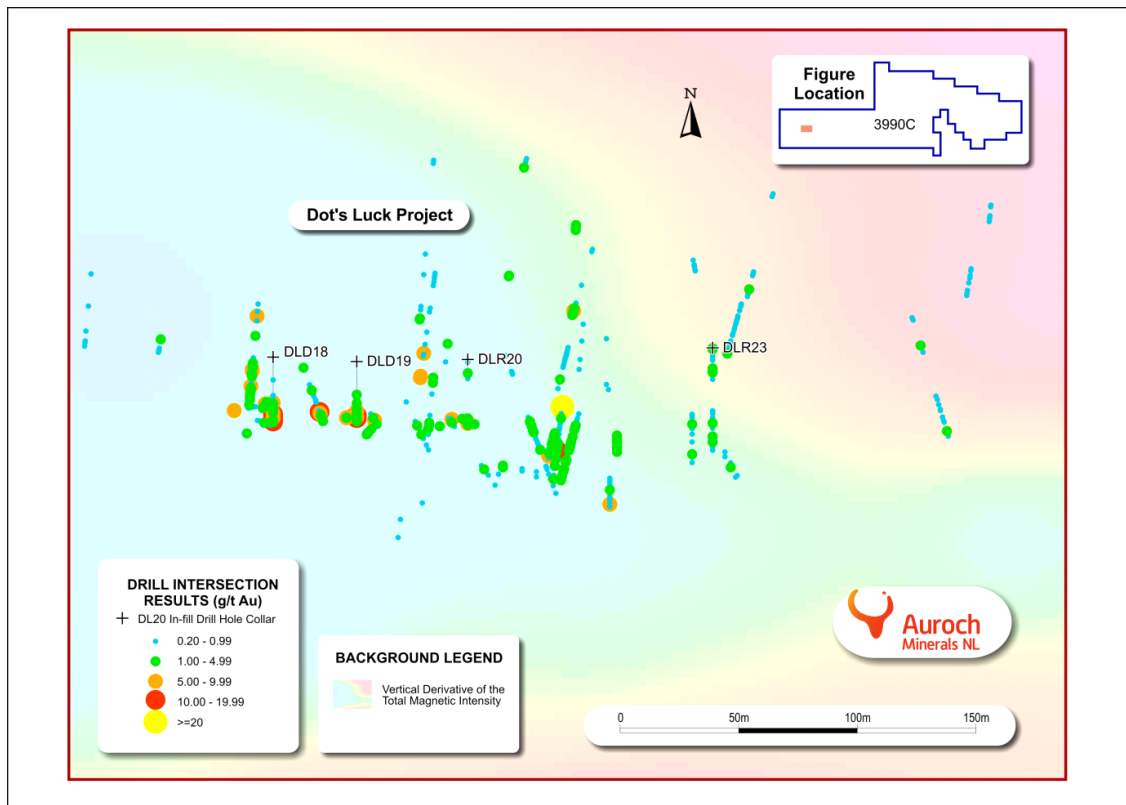 Figure
Location
3990C
N
Dot's Luck Project
DLD18
DLD19
DLR20
DLR23
DRILL INTERSECTION
RESULTS (g/t Au)
DL20 In-fill Drill Hole Collar
0.20 - 0.99
1.00 - 4.99
5.00 - 9.99
10.00 - 19.99
>=20
BACKGROUND LEGEND
Vertical Derivative of the
Total Magnetic Intensity
Auroch
Minerals NL
0 50m 100m 150m